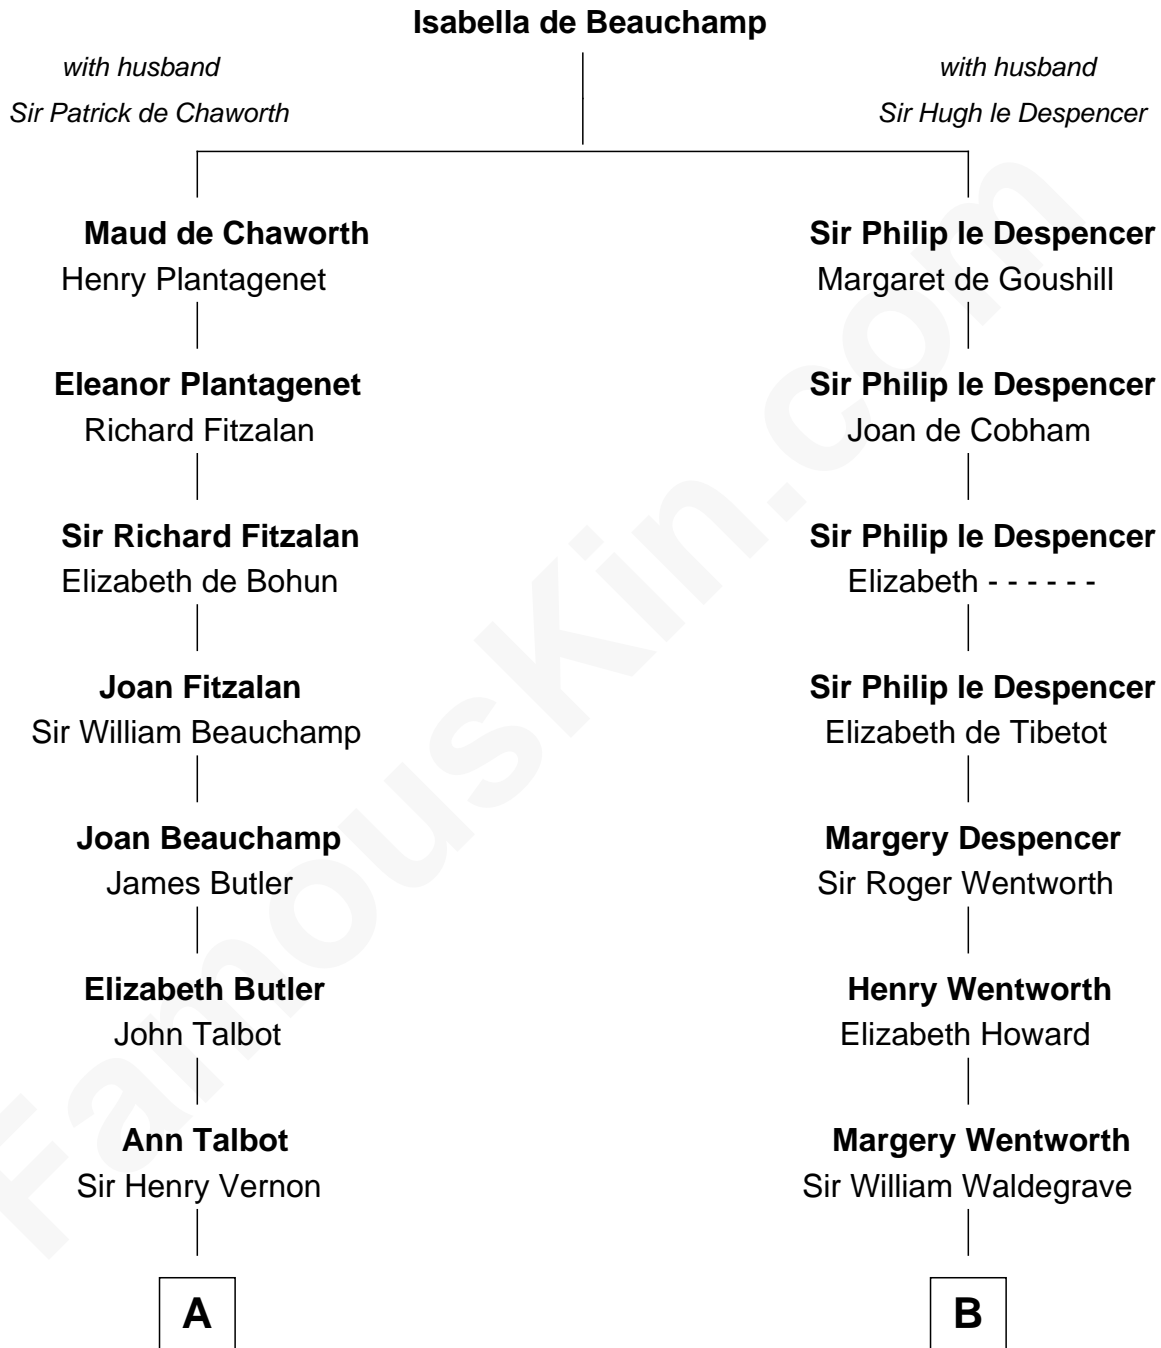 Isabella de Beauchamp
with husband
Sir Patrick de Chaworth
with husband
Sir Hugh le Despencer
Maud de Chaworth
Henry Plantagenet
Sir Philip le Despencer
Margaret de Goushill
Eleanor Plantagenet
Richard Fitzalan
Sir Philip le Despencer
Joan de Cobham
Sir Richard Fitzalan
Elizabeth de Bohun
Sir Philip le Despencer
Elizabeth - - - - - -
Joan Fitzalan
Sir William Beauchamp
Sir Philip le Despencer
Elizabeth de Tibetot
Joan Beauchamp
James Butler
Margery Despencer
Sir Roger Wentworth
Elizabeth Butler
John Talbot
Henry Wentworth
Elizabeth Howard
Ann Talbot
Sir Henry Vernon
Margery Wentworth
Sir William Waldegrave
A
B
FamousKin.com